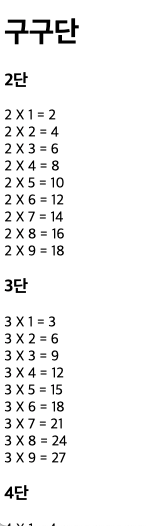 구구단
2단
2 X 1 = 2
2 X 2 = 4
2 X 3 = 6
2 X 4 = 8
2 X 5 = 10
2 X 6 = 12
2 X 7 = 14
2 X 8 = 16
2 X 9 = 18
3단
3 X 1 = 3
3 X 2 = 6
3 X 3 = 9
3 X 4 = 12
3 X 5 = 15
3 X 6 = 18
3 X 7 = 21
3 X 8 = 24
3 X 9 = 27
4단